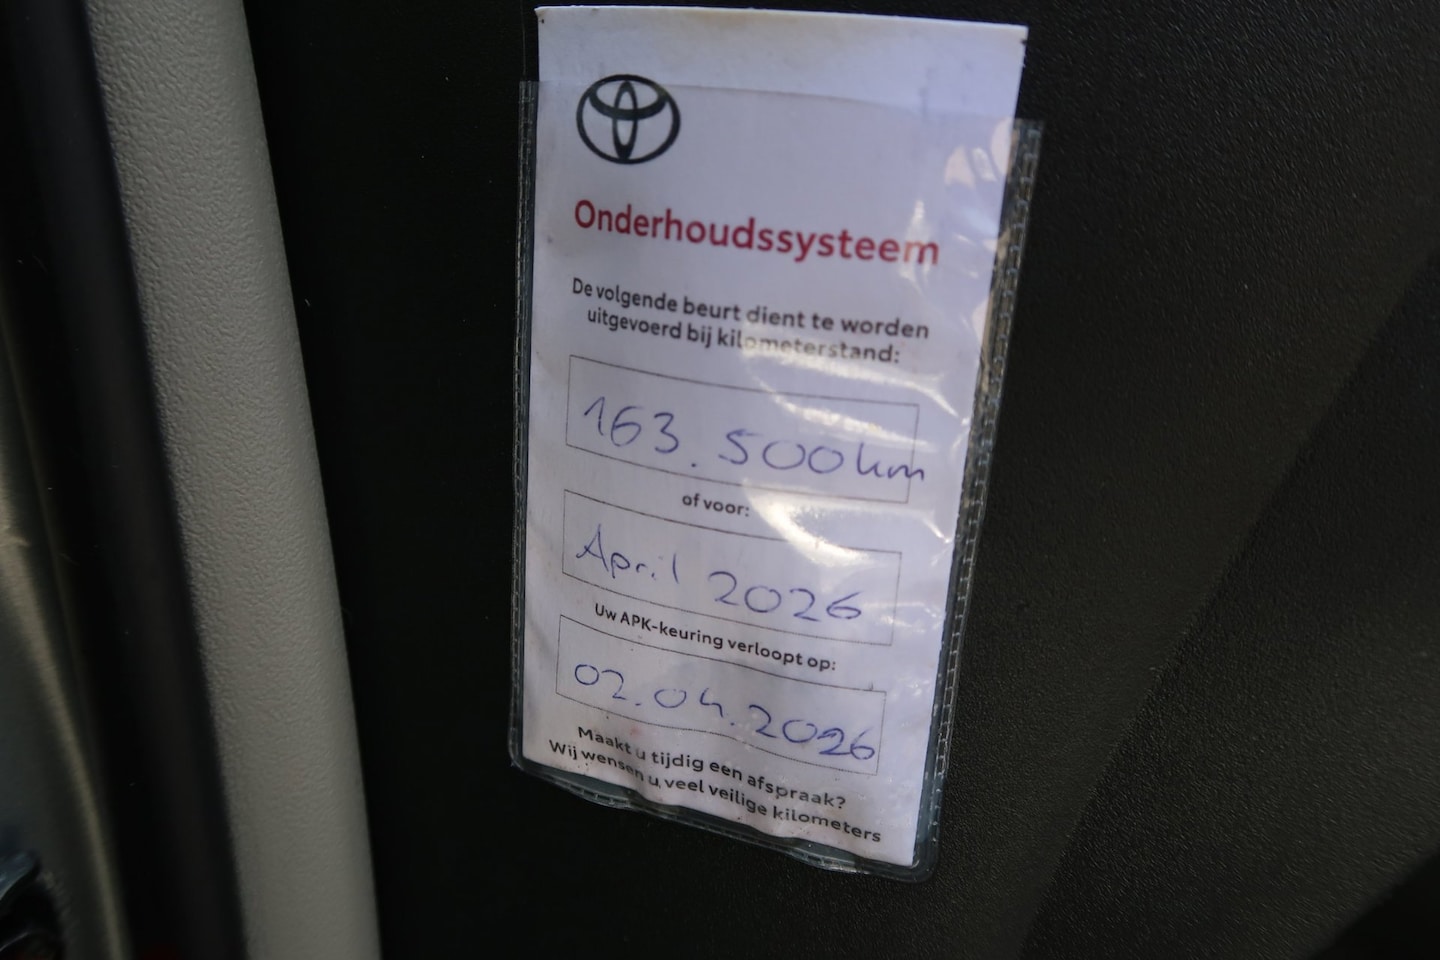 Onderhoudssysteem
De volgende beurt dient te worden
uitgevoerd bij kilometerstand:
163.500km
of voor:
April 2026
Uw APK-keuring verloopt op:
02.04.2026
Maakt u tijdig een afspraak?
Wij wensen u veel veilige kilometers